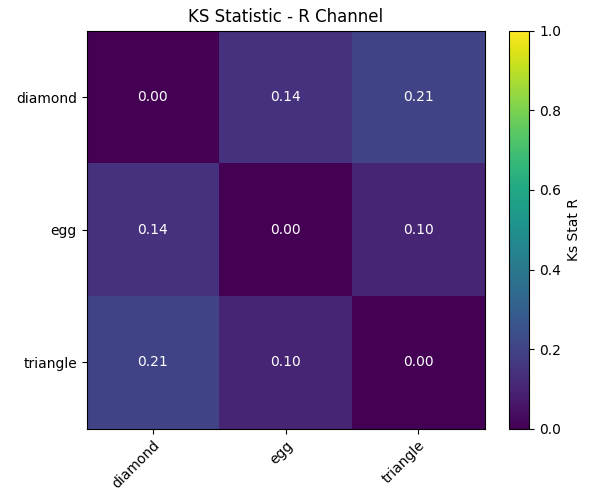 KS Statistic - R Channel
diamond 0.00 0.14 0.21
egg 0.14 0.00 0.10
triangle 0.21 0.10 0.00
diamond egg triangle
1.0
0.8
0.6
0.4
0.2
0.0
Ks Stat R